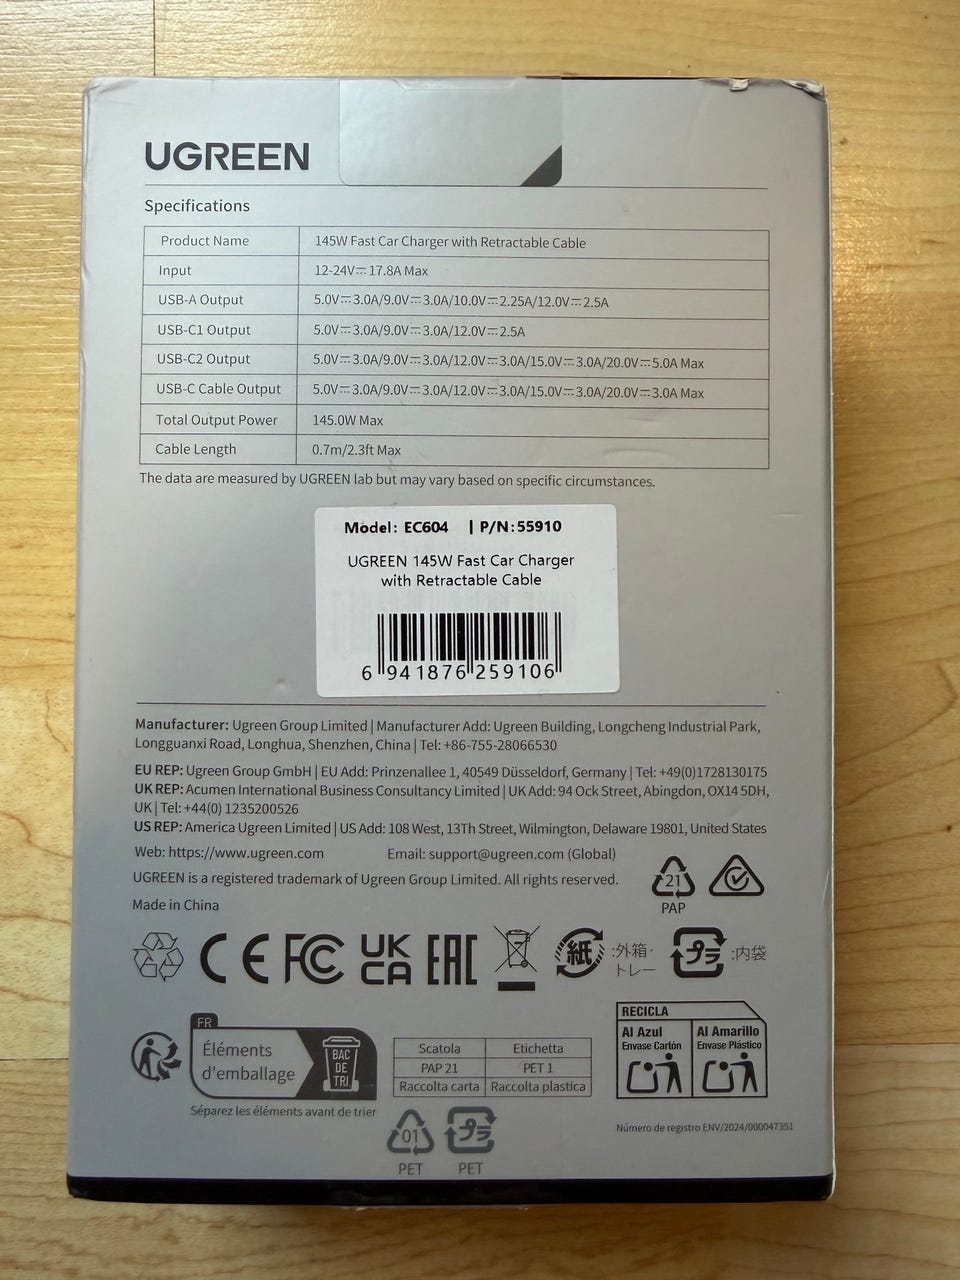 UGREEN
Specifications
Product Name 145W Fast Car Charger with Retractable Cable
Input 12-24V⎓17.8A Max
USB-A Output 5.0V⎓3.0A/9.0V⎓3.0A/10.0V⎓2.25A/12.0V⎓2.5A
USB-C1 Output 5.0V⎓3.0A/9.0V⎓3.0A/12.0V⎓2.5A
USB-C2 Output 5.0V⎓3.0A/9.0V⎓3.0A/12.0V⎓3.0A/15.0V⎓3.0A/20.0V⎓5.0A Max
USB-C Cable Output 5.0V⎓3.0A/9.0V⎓3.0A/12.0V⎓3.0A/15.0V⎓3.0A/20.0V⎓3.0A Max
Total Output Power 145.0W Max
Cable Length 0.7m/2.3ft Max
The data are measured by UGREEN lab but may vary based on specific circumstances.
Model: EC604 | P/N:55910
UGREEN 145W Fast Car Charger
with Retractable Cable
6 941876 259106
Manufacturer: Ugreen Group Limited | Manufacturer Add: Ugreen Building, Longcheng Industrial Park,
Longguanxi Road, Longhua, Shenzhen, China | Tel: +86-755-28066530
EU REP: Ugreen Group GmbH | EU Add: Prinzenallee 1, 40549 Düsseldorf, Germany | Tel: +49(0)1728130175
UK REP: Acumen International Business Consultancy Limited | UK Add: 94 Ock Street, Abingdon, OX14 5DH,
UK | Tel: +44(0) 1235200526
US REP: America Ugreen Limited | US Add: 108 West, 13Th Street, Wilmington, Delaware 19801, United States
Web: https://www.ugreen.com Email: support@ugreen.com (Global)
UGREEN is a registered trademark of Ugreen Group Limited. All rights reserved.
Made in China
21
PAP
CE FC UK
CA EAC
紙 :外箱·
トレー
プラ :内袋
FR
Éléments
d'emballage
BAC
DE
TRI
Séparez les éléments avant de trier
Scatola Etichetta
PAP 21 PET 1
Raccolta carta Raccolta plastica
01
PET
プラ
PET
RECICLA
Al Azul Al Amarillo
Envase Cartón Envase Plástico
Número de registro ENV/2024/000047351